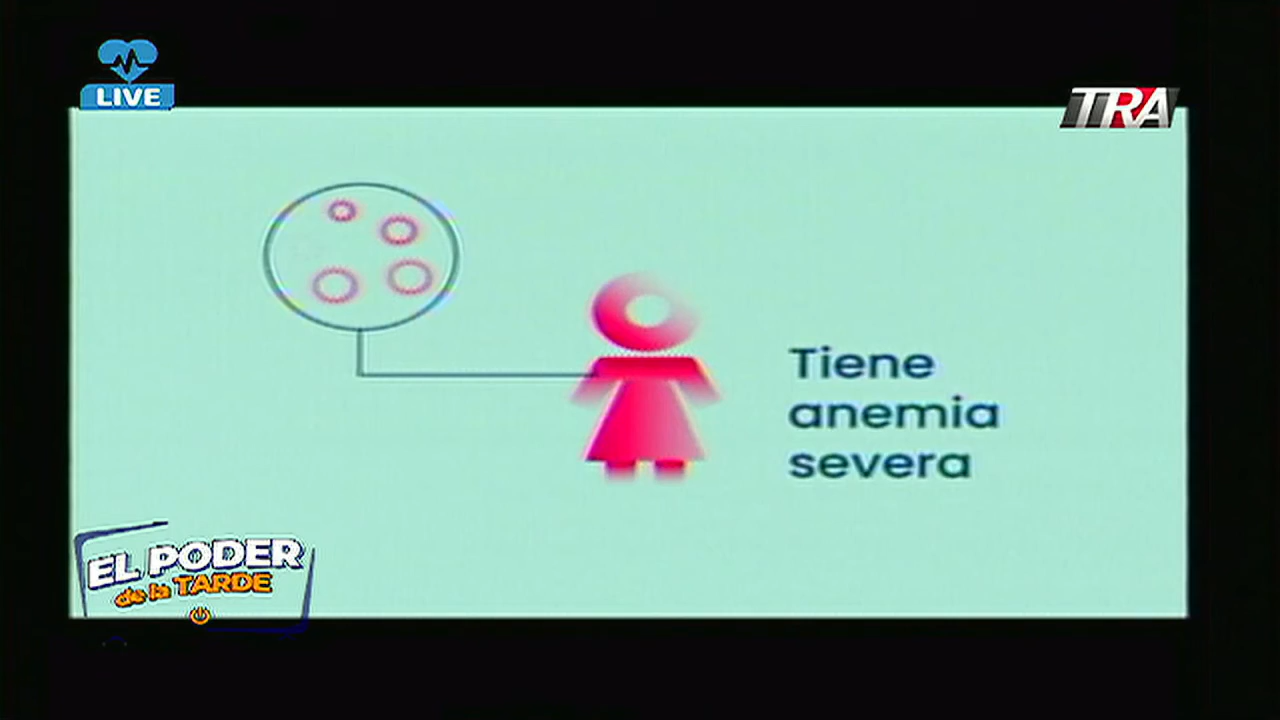 LIVE
TRA
Tiene
anemia
severa
EL PODER
de la TARDE